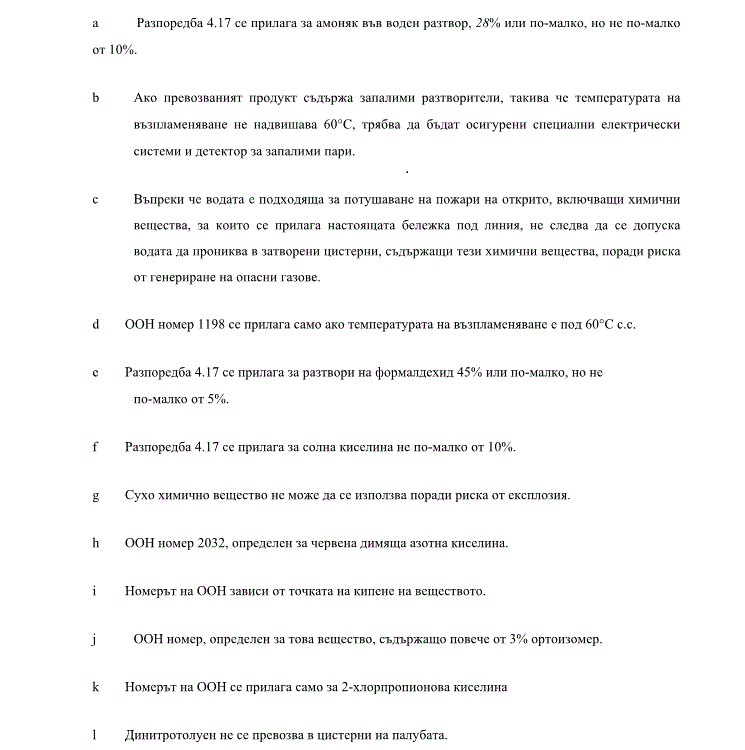 a Разпоредба 4.17 се прилага за амоняк във воден разтвор, 28% или по-малко, но не по-малко
от 10%.
b Ако превозваният продукт съдържа запалими разтворители, такива че температурата на
възпламеняване не надвишава 60°C, трябва да бъдат осигурени специални електрически
системи и детектор за запалими пари.
c Въпреки че водата е подходяща за потушаване на пожари на открито, включващи химични
вещества, за които се прилага настоящата бележка под линия, не следва да се допуска
водата да прониква в затворени цистерни, съдържащи тези химични вещества, поради риска
от генериране на опасни газове.
d ООН номер 1198 се прилага само ако температурата на възпламеняване е под 60°C с.с.
e Разпоредба 4.17 се прилага за разтвори на формалдехид 45% или по-малко, но не
по-малко от 5%.
f Разпоредба 4.17 се прилага за солна киселина не по-малко от 10%.
g Сухо химично вещество не може да се използва поради риска от експлозия.
h ООН номер 2032, определен за червена димяща азотна киселина.
i Номерът на ООН зависи от точката на кипене на веществото.
j ООН номер, определен за това вещество, съдържащо повече от 3% ортоизомер.
k Номерът на ООН се прилага само за 2-хлорпропионова киселина
l Динитротолуен не се превозва в цистерни на палубата.